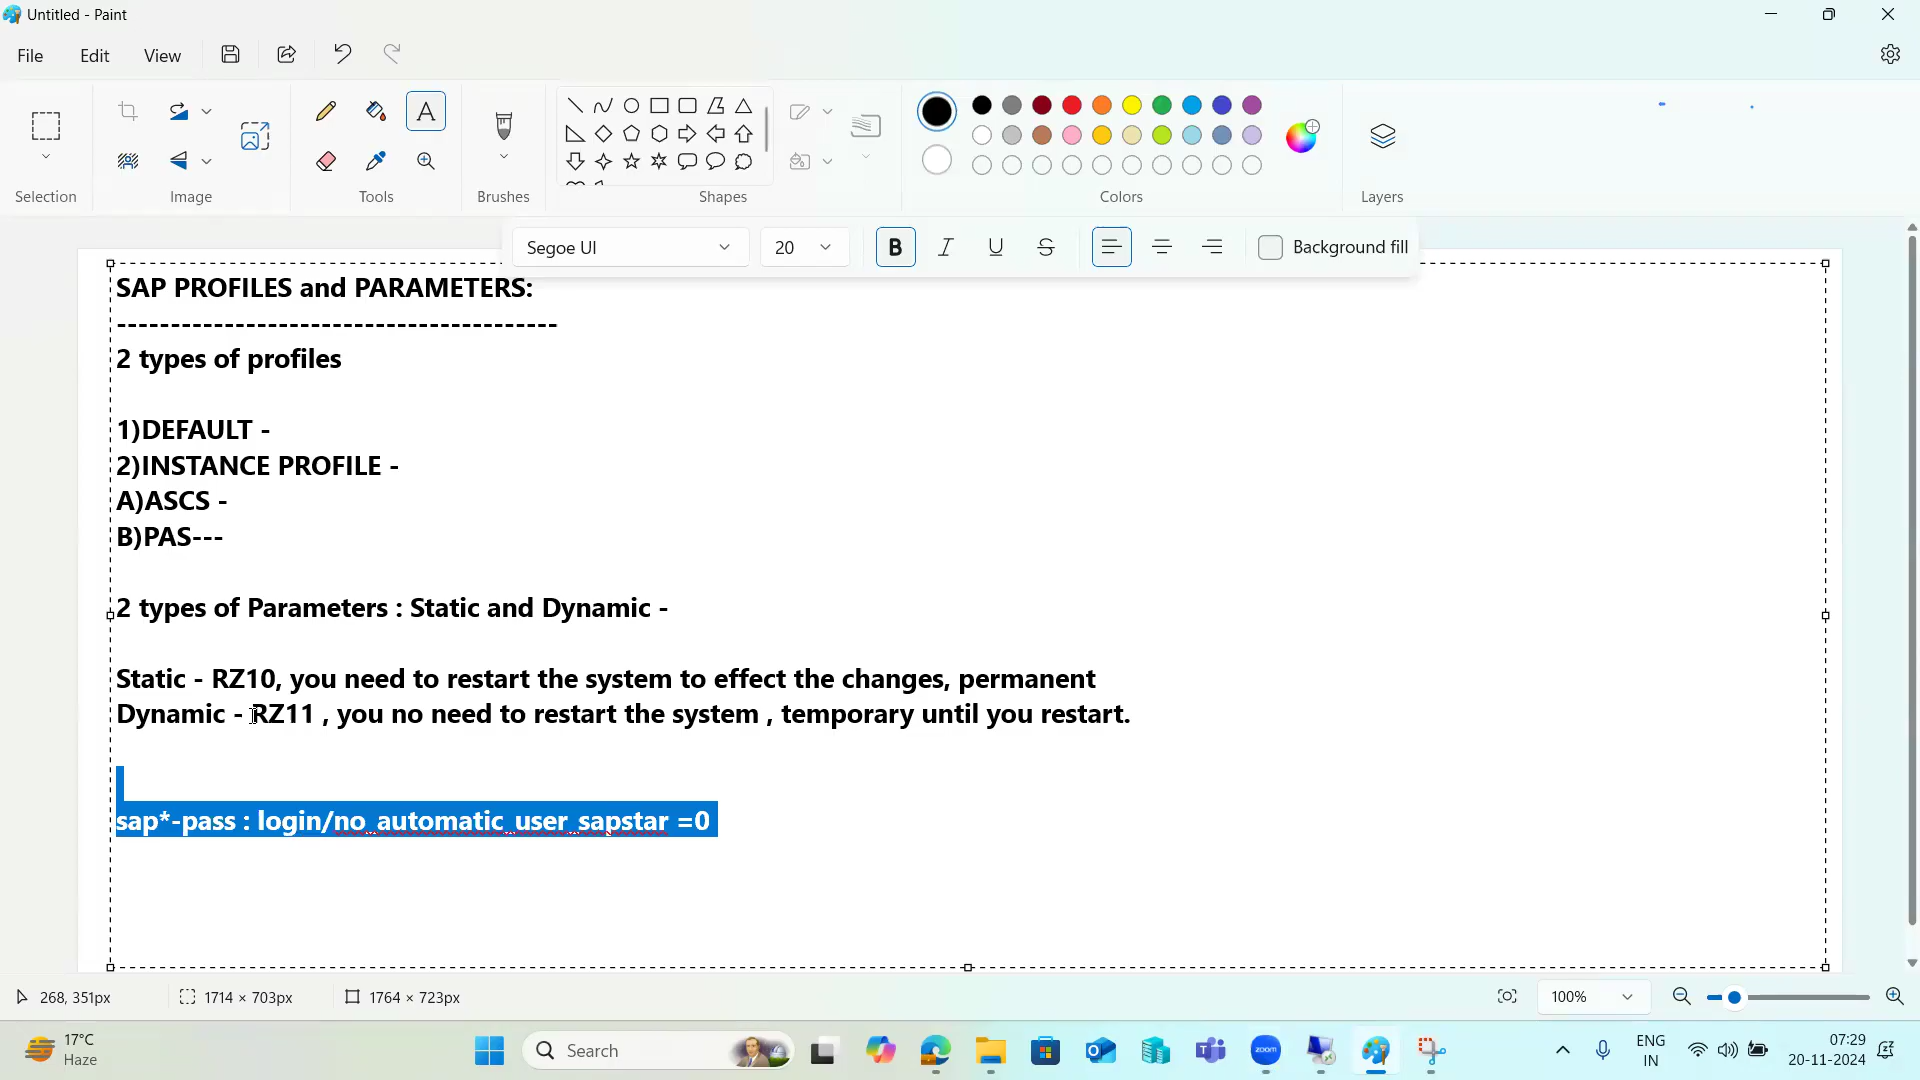 Untitled - Paint
File Edit View
Selection Image Tools Brushes Shapes Colors Layers
Segoe UI 20 B I U S Background fill
SAP PROFILES and PARAMETERS:
-----------------------------------------
2 types of profiles
1)DEFAULT -
2)INSTANCE PROFILE -
A)ASCS -
B)PAS---
2 types of Parameters : Static and Dynamic -
Static - RZ10, you need to restart the system to effect the changes, permanent
Dynamic - RZ11 , you no need to restart the system , temporary until you restart.
sap*-pass : login/no_automatic_user_sapstar =0
268, 351px 1714 × 703px 1764 × 723px 100%
17°C
Haze
Search
zoom
ENG
IN
07:29
20-11-2024